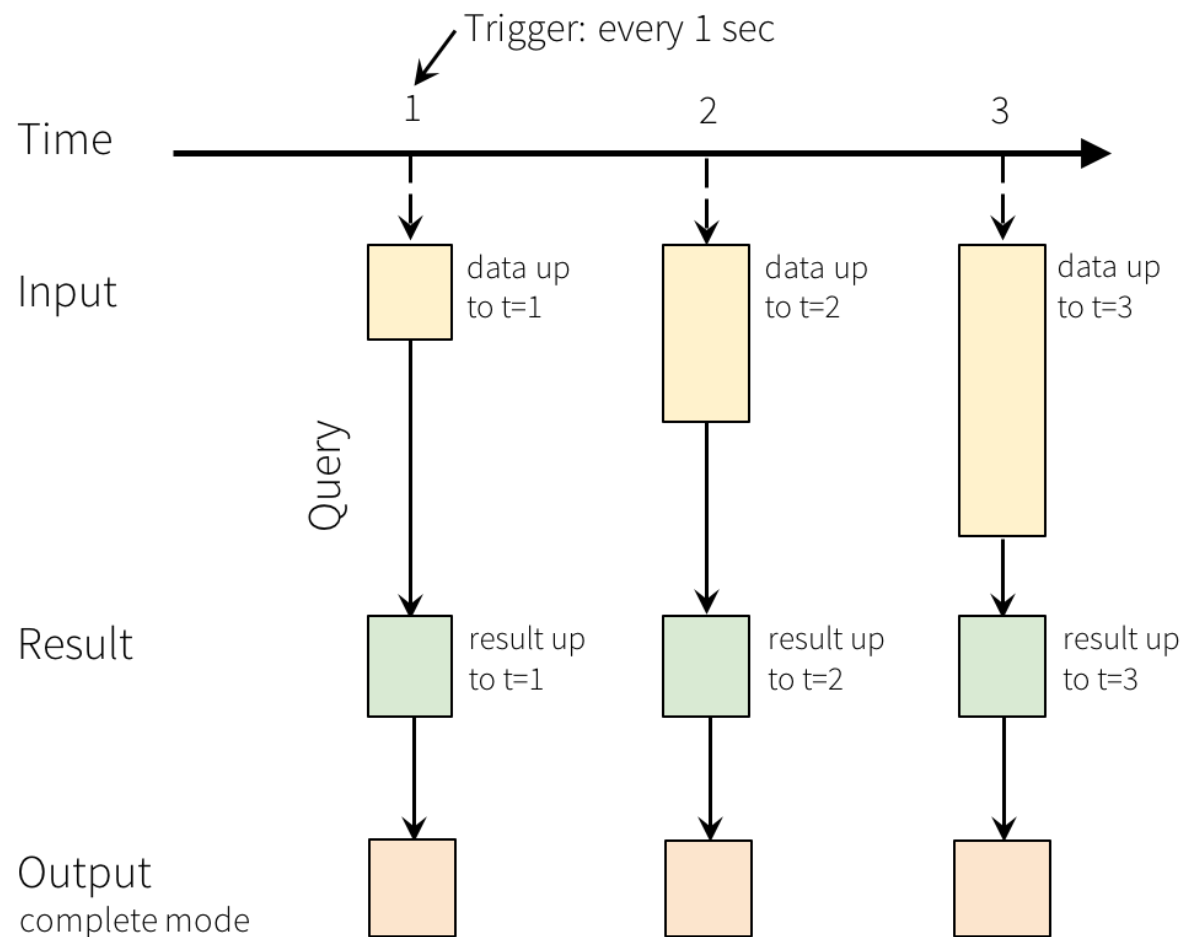 Trigger: every 1 sec
1
2
3
Time
Input
data up
to t=1
data up
to t=2
data up
to t=3
Query
Result
result up
to t=1
result up
to t=2
result up
to t=3
Output
complete mode